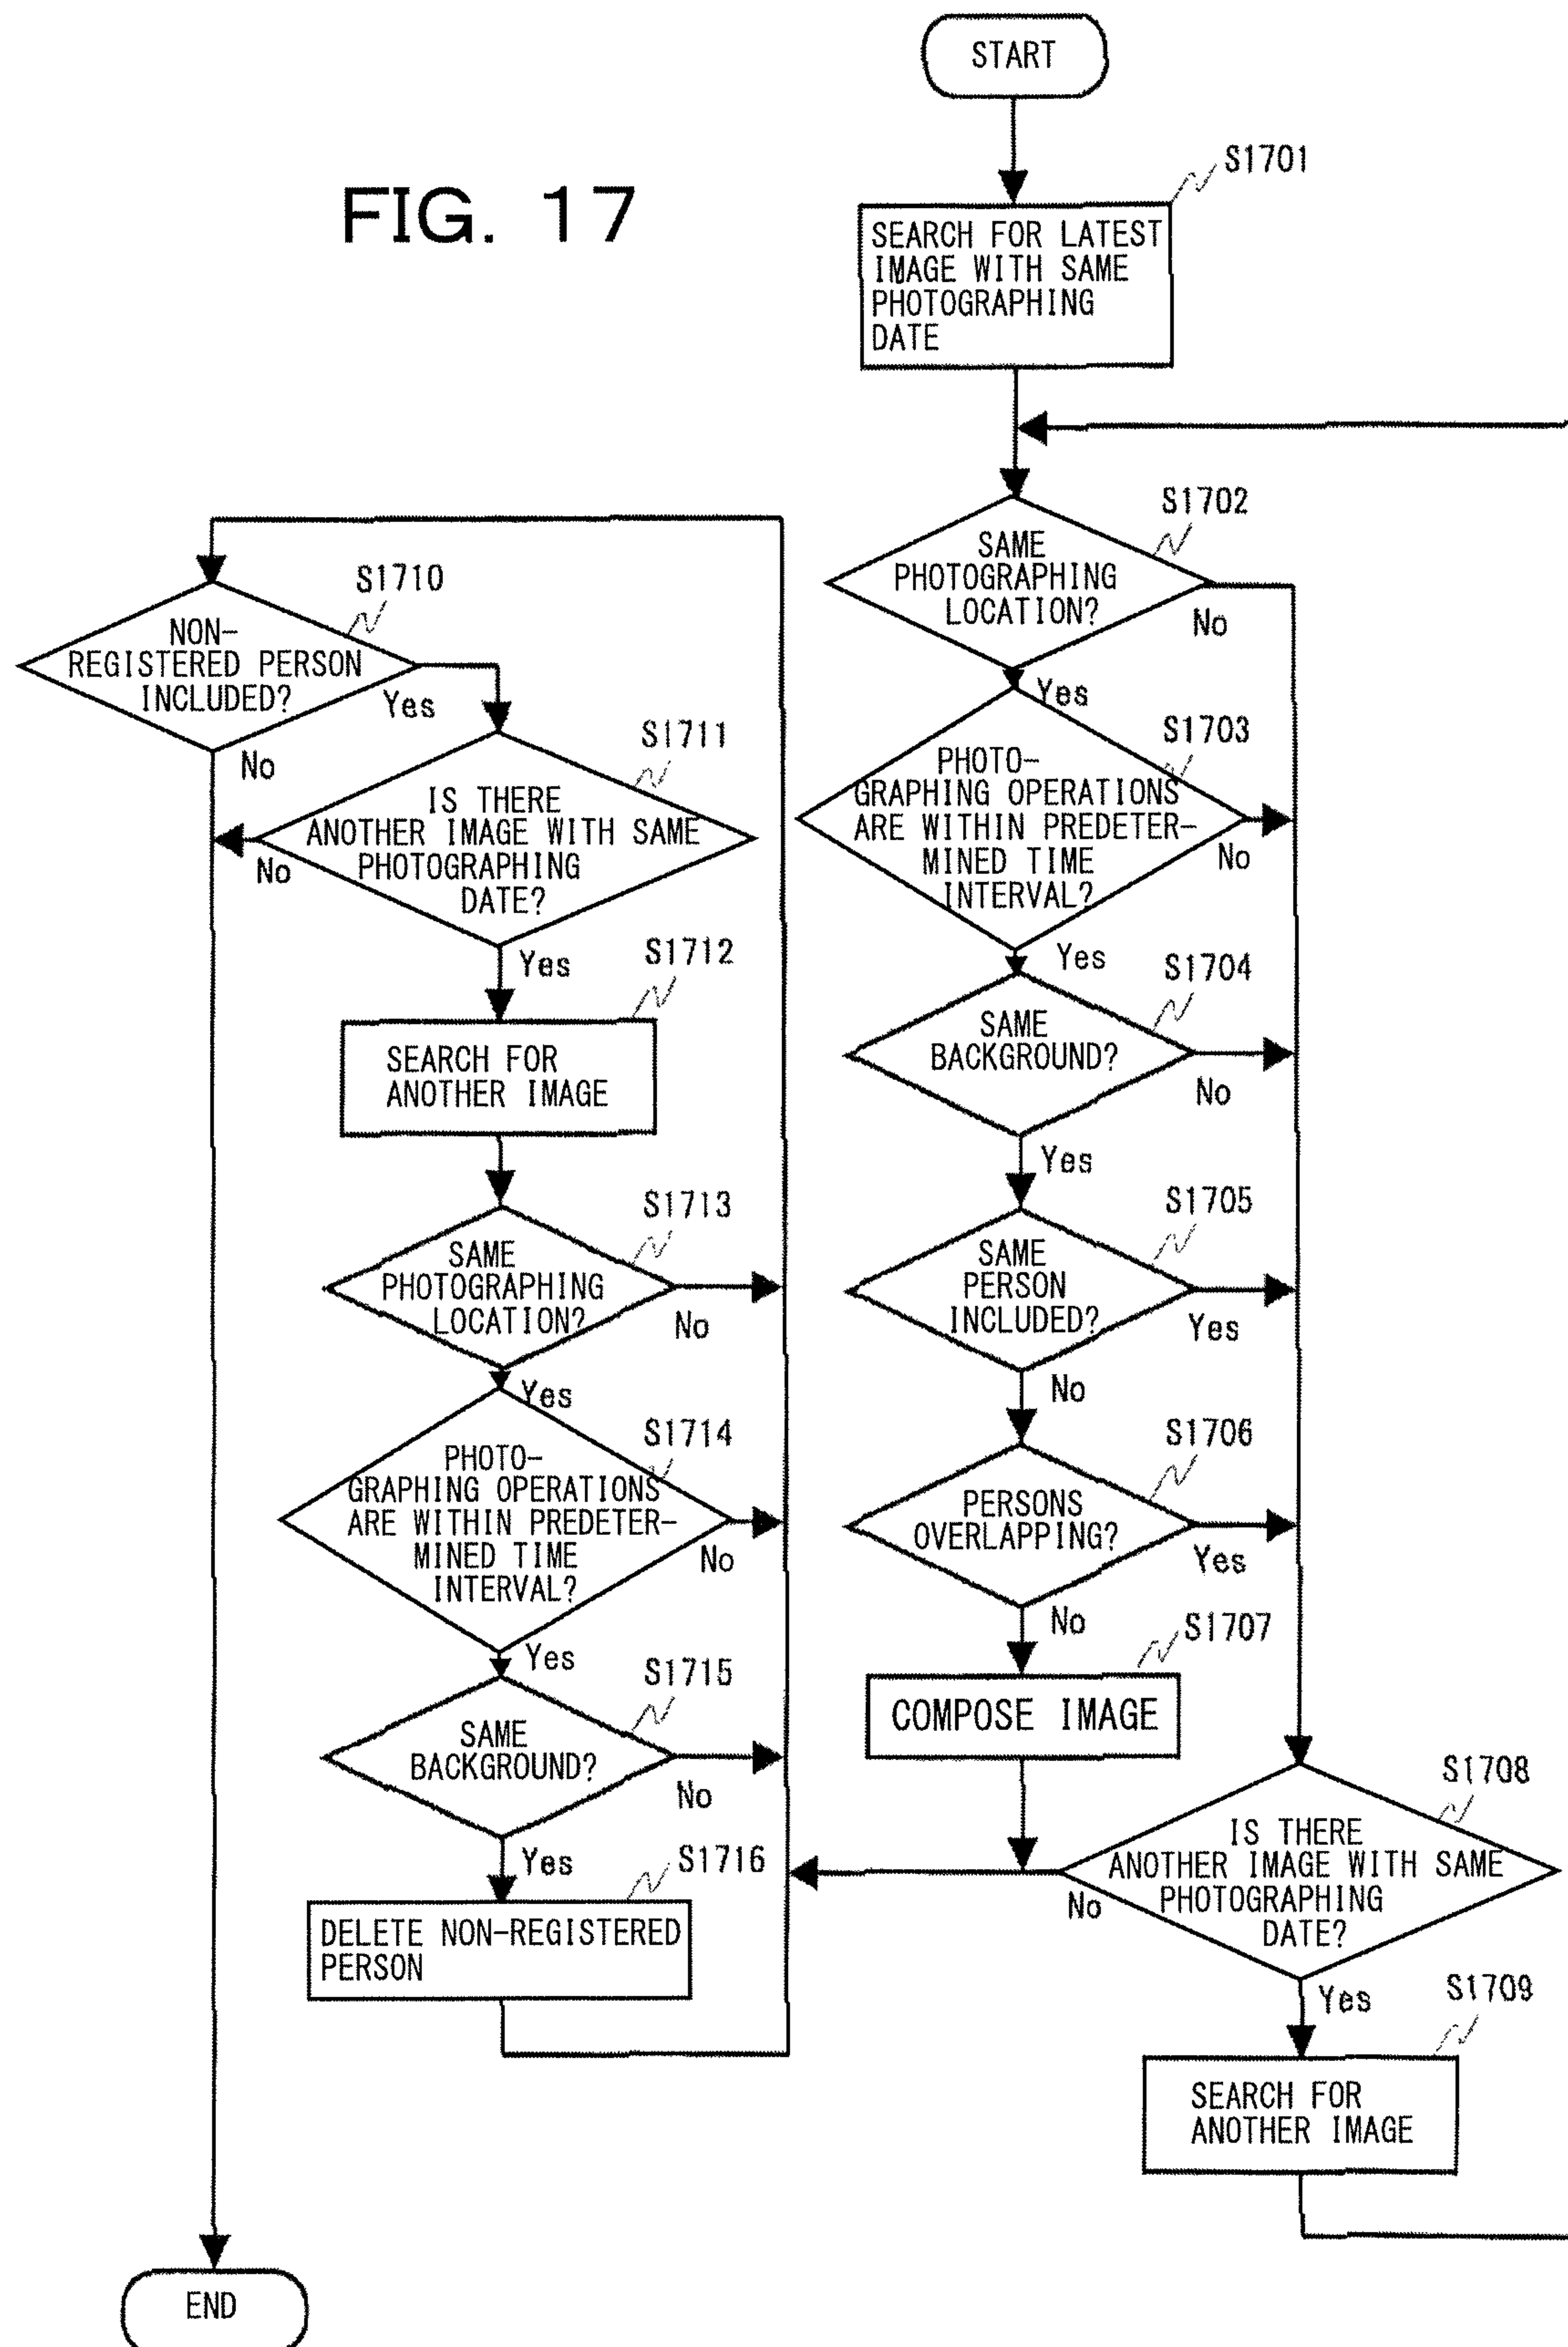 FIG. 17
START
S1701
SEARCH FOR LATEST
IMAGE WITH SAME
PHOTOGRAPHING
DATE
S1702
SAME
PHOTOGRAPHING
LOCATION?
No
Yes
S1703
PHOTO-
GRAPHING OPERATIONS
ARE WITHIN PREDETER-
MINED TIME
INTERVAL?
No
Yes
S1704
SAME
BACKGROUND?
No
Yes
S1705
SAME
PERSON
INCLUDED?
Yes
No
S1706
PERSONS
OVERLAPPING?
Yes
No
S1707
COMPOSE IMAGE
S1708
IS THERE
ANOTHER IMAGE WITH SAME
PHOTOGRAPHING
DATE?
No
Yes
S1709
SEARCH FOR
ANOTHER IMAGE
S1710
NON-
REGISTERED PERSON
INCLUDED?
Yes
No
S1711
IS THERE
ANOTHER IMAGE WITH SAME
PHOTOGRAPHING
DATE?
No
Yes
S1712
SEARCH FOR
ANOTHER IMAGE
S1713
SAME
PHOTOGRAPHING
LOCATION?
No
Yes
S1714
PHOTO-
GRAPHING OPERATIONS
ARE WITHIN PREDETER-
MINED TIME
INTERVAL?
No
Yes
S1715
SAME
BACKGROUND?
No
Yes
S1716
DELETE NON-REGISTERED
PERSON
END